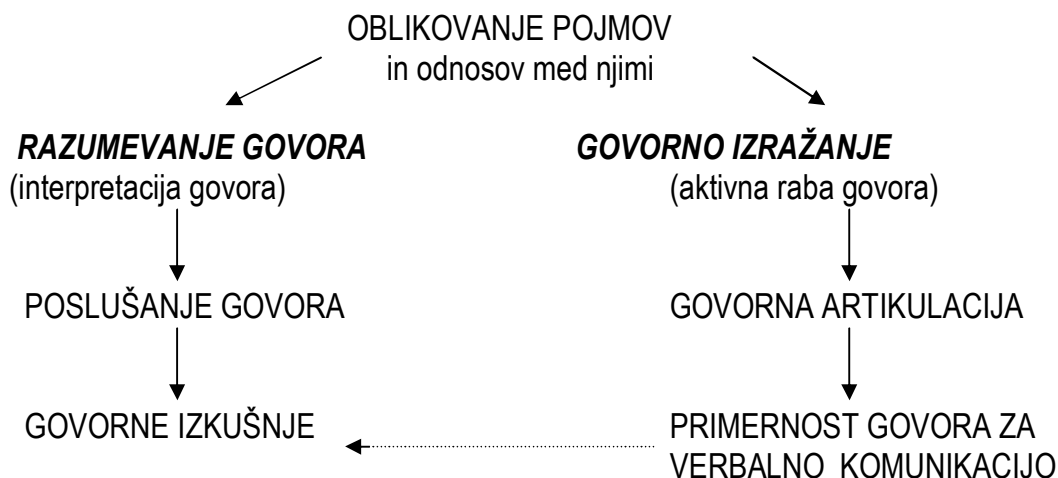 OBLIKOVANJE POJMOV
in odnosov med njimi
RAZUMEVANJE GOVORA
(interpretacija govora)
GOVORNO IZRAŽANJE
(aktivna raba govora)
POSLUŠANJE GOVORA
GOVORNA ARTIKULACIJA
GOVORNE IZKUŠNJE
PRIMERNOST GOVORA ZA
VERBALNO KOMUNIKACIJO